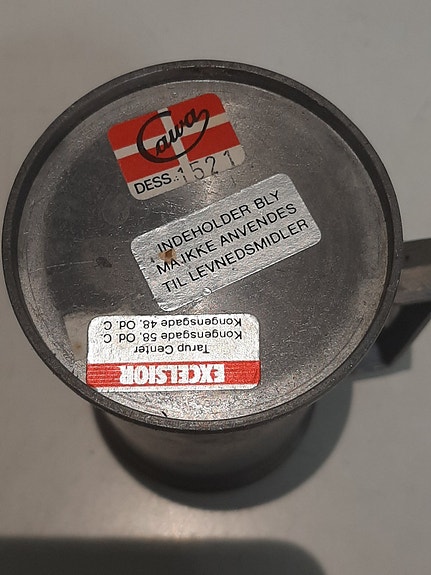 Cawa
DESS.: 1521
INDEHOLDER BLY
MÅ IKKE ANVENDES
TIL LEVNEDSMIDLER
EXCELSIOR
Tarup Center
Kongensgade 58, Od C
Kongensgade 48, Od. C